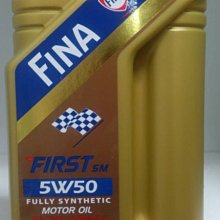 FINA
FIRST SM
5W50
FULLY SYNTHETIC
MOTOR OIL